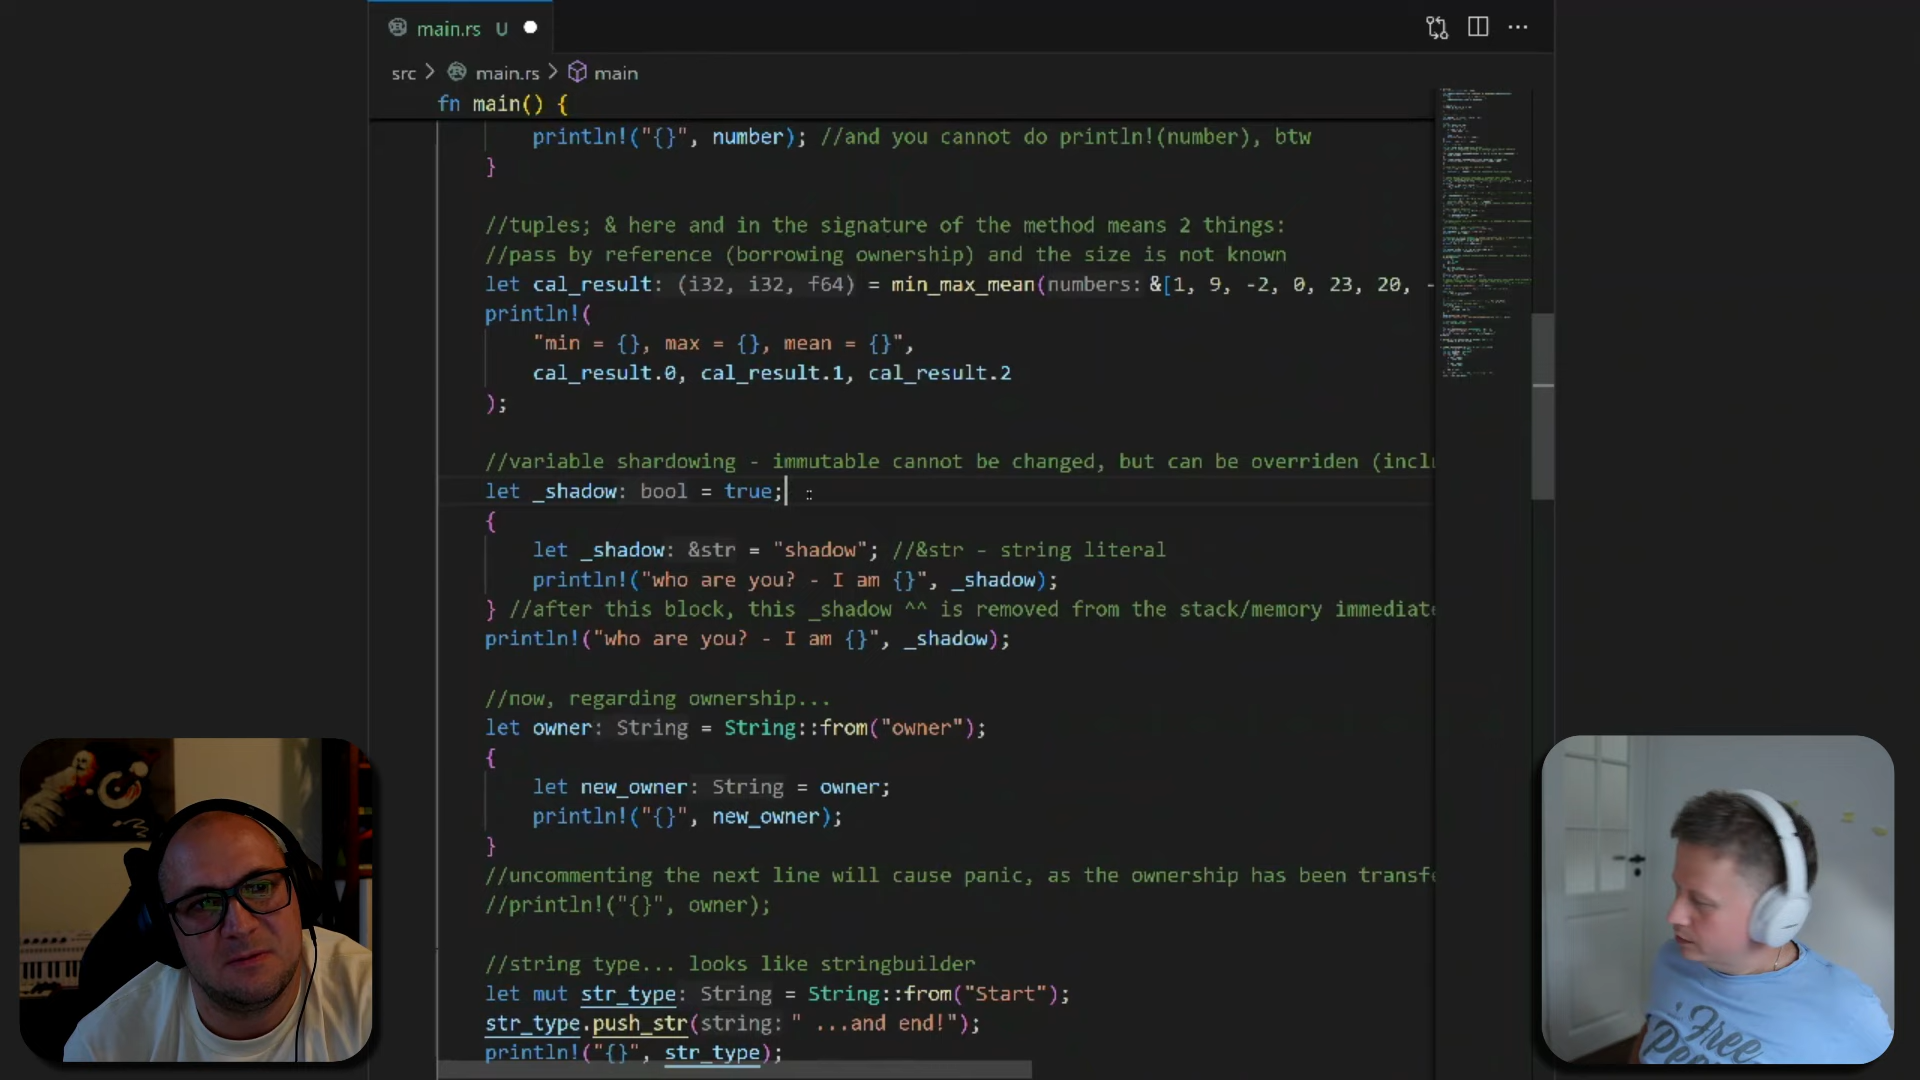 main.rs U
src > main.rs > main
fn main() {
println!("{}", number); //and you cannot do println!(number), btw
}
//tuples; & here and in the signature of the method means 2 things:
//pass by reference (borrowing ownership) and the size is not known
let cal_result: (i32, i32, f64) = min_max_mean(numbers: &[1, 9, -2, 0, 23, 20, -
println!(
"min = {}, max = {}, mean = {}",
cal_result.0, cal_result.1, cal_result.2
);
//variable shardowing - immutable cannot be changed, but can be overriden (incl
let _shadow: bool = true;
{
let _shadow: &str = "shadow"; //&str - string literal
println!("who are you? - I am {}", _shadow);
} //after this block, this _shadow ^^ is removed from the stack/memory immediat
println!("who are you? - I am {}", _shadow);
//now, regarding ownership...
let owner: String = String::from("owner");
{
let new_owner: String = owner;
println!("{}", new_owner);
}
//uncommenting the next line will cause panic, as the ownership has been transf
//println!("{}", owner);
//string type... looks like stringbuilder
let mut str_type: String = String::from("Start");
str_type.push_str(string: " ...and end!");
println!("{}", str_type);
Free